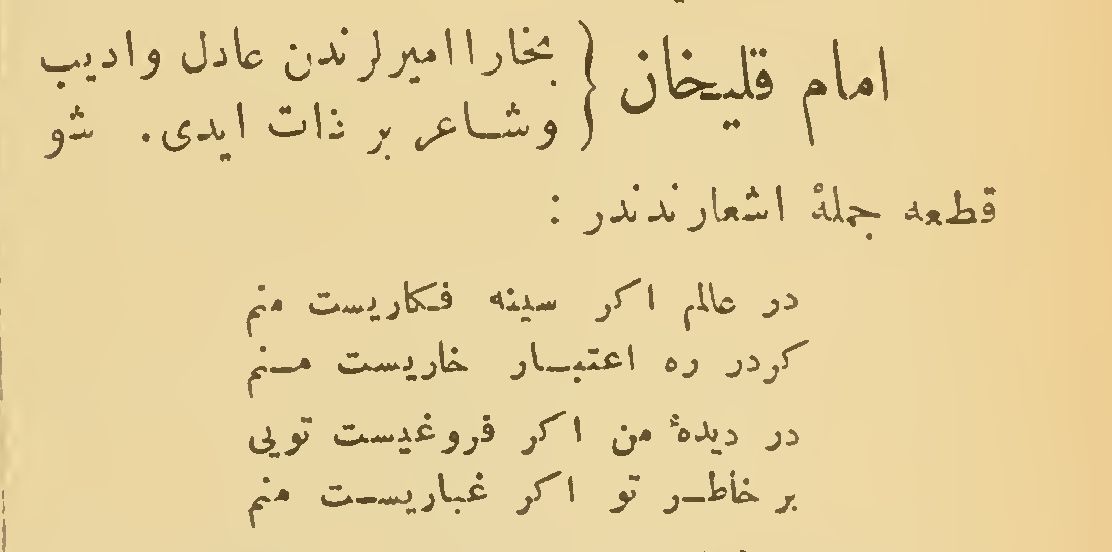 امام قلیخان { بخارا امیرلرندن عادل وادیب
وشاعر بر ذات ایدی. شو
قطعه جملهٔ اشعارندندر :
در عالم اکر سینه فکاریست منم
کردر ره اعتبار خاریست منم
در دیدهٔ من اکر فروغیست تویی
بر خاطر تو اکر غباریست منم